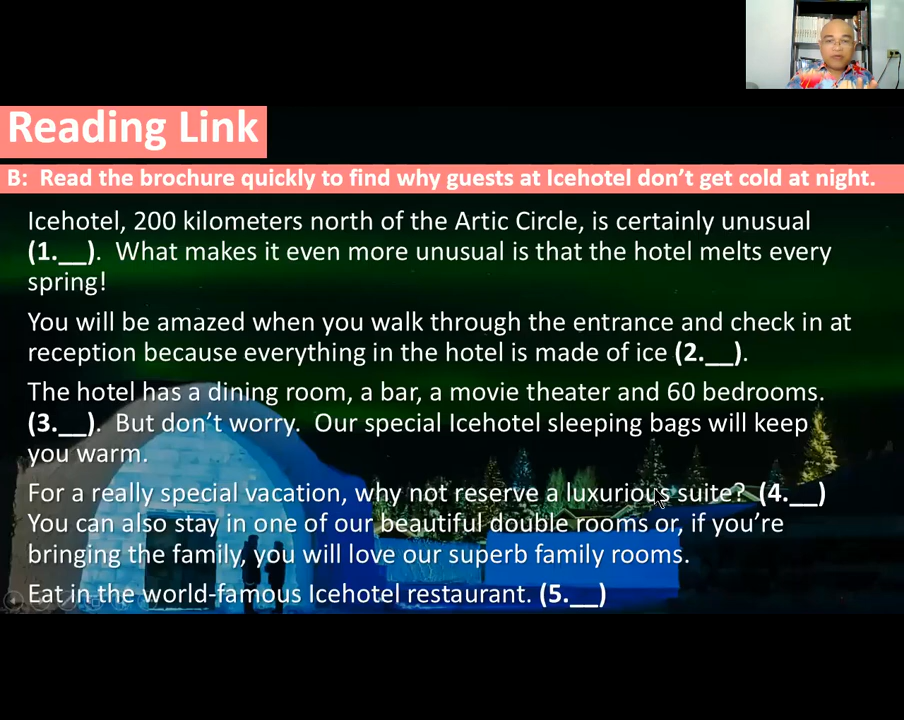 Reading Link
B: Read the brochure quickly to find why guests at Icehotel don't get cold at night.
Icehotel, 200 kilometers north of the Artic Circle, is certainly unusual
(1.__). What makes it even more unusual is that the hotel melts every
spring!
You will be amazed when you walk through the entrance and check in at
reception because everything in the hotel is made of ice (2.__).
The hotel has a dining room, a bar, a movie theater and 60 bedrooms.
(3.__). But don't worry. Our special Icehotel sleeping bags will keep
you warm.
For a really special vacation, why not reserve a luxurious suite? (4.__)
You can also stay in one of our beautiful double rooms or, if you're
bringing the family, you will love our superb family rooms.
Eat in the world-famous Icehotel restaurant. (5.__)